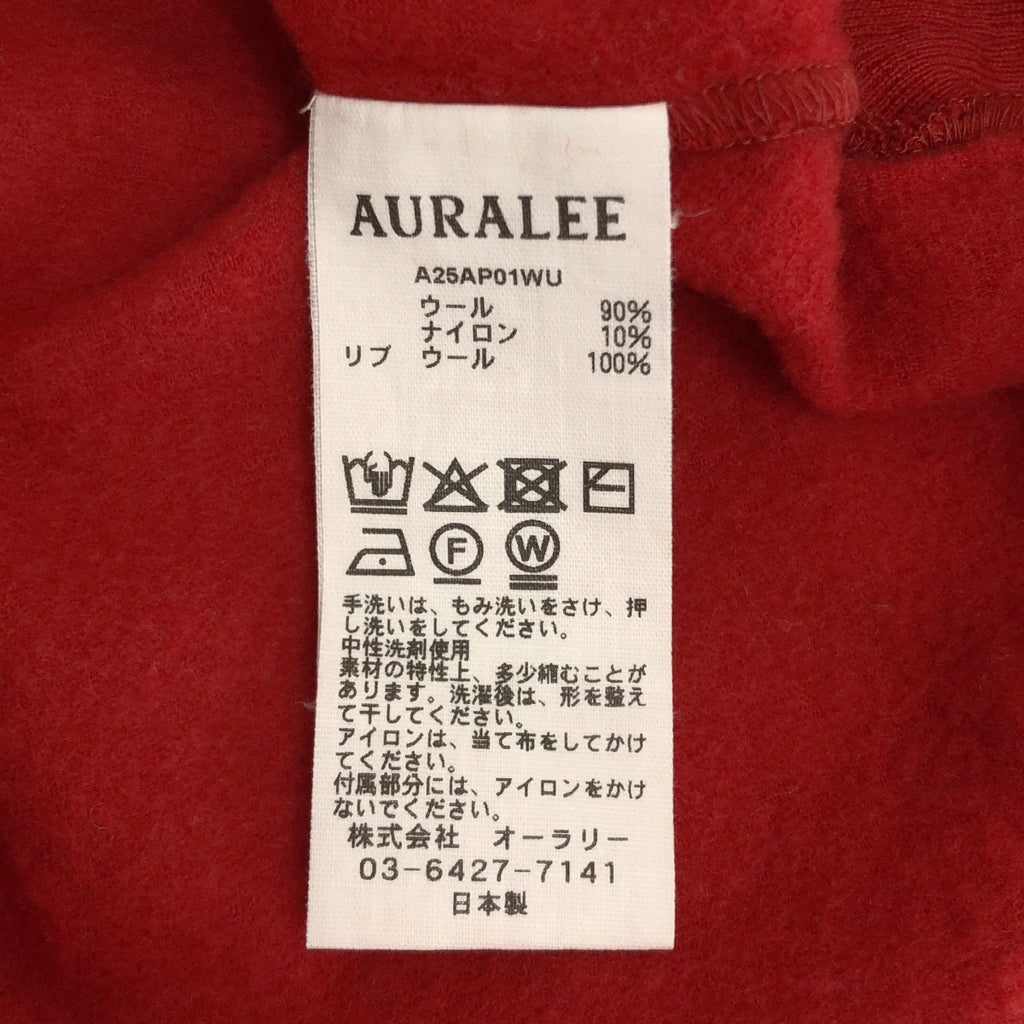 AURALEE
A25AP01WU
ウール 90%
ナイロン 10%
リブ ウール 100%
F W
手洗いは、もみ洗いをさけ、押
し洗いをしてください。
中性洗剤使用
素材の特性上、多少縮むことが
あります。洗濯後は、形を整え
て干してください。
アイロンは、当て布をしてかけ
てください。
付属部分には、アイロンをかけ
ないでください。
株式会社 オーラリー
03-6427-7141
日本製